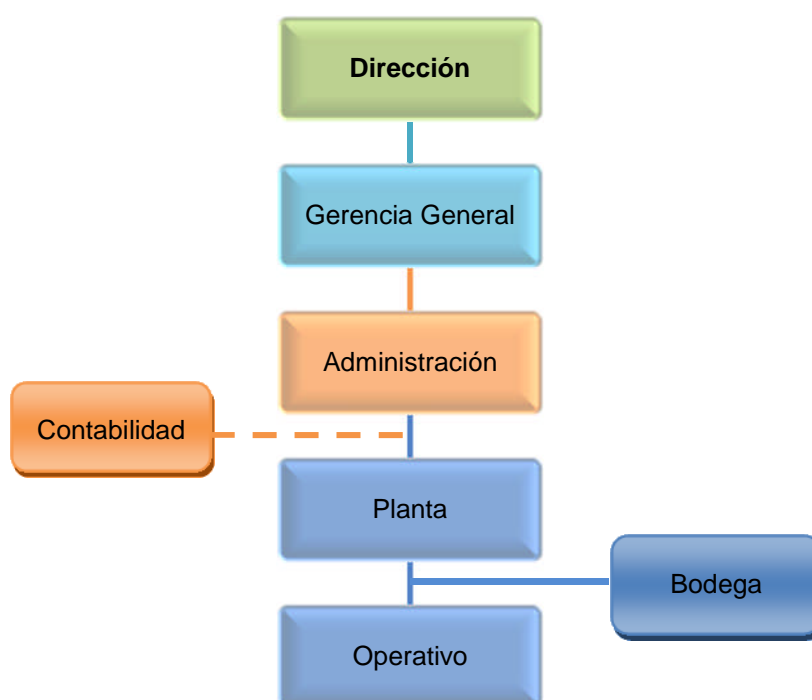 Dirección
Gerencia General
Administración
Contabilidad
Planta
Bodega
Operativo